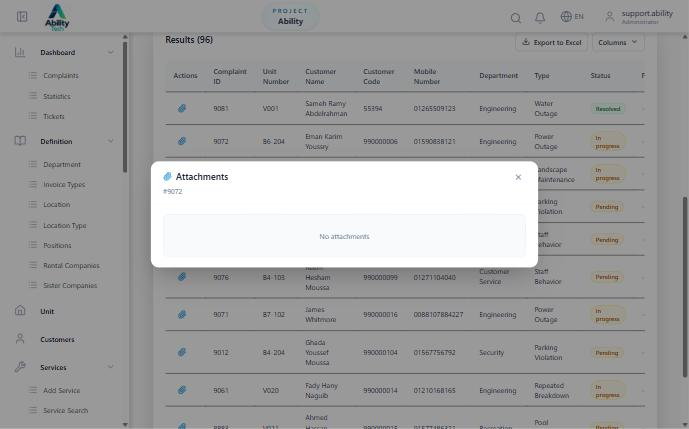 Ability
Tech
PROJECT
Ability
EN
support.ability
Administrator
Dashboard
Complaints
Statistics
Tickets
Definition
Department
Invoice Types
Location
Location Type
Positions
Rental Companies
Sister Companies
Unit
Customers
Services
Add Service
Service Search
Results (96)
Export to Excel
Columns
Actions Complaint ID Unit Number Customer Name Customer Code Mobile Number Department Type Status
9081 V001 Sameh Ramy Abdelrahman 55394 01265509123 Engineering Water Outage Resolved
9072 B6-204 Eman Karim Youssry 990000006 01590838121 Engineering Power Outage In progress
Attachments
#9072
No attachments
andscape Maintenance In progress
arking Violation Pending
taff Behavior Pending
9076 B4-103 Hesham Moussa 990000099 01271104040 Customer Service Staff Behavior Pending
9071 B7-102 James Whitmore 990000016 0088107884227 Engineering Power Outage In progress
9012 B4-204 Ghada Youssef Moussa 990000104 01567756792 Security Parking Violation Pending
9061 V020 Fady Hany Naguib 990000014 01210168165 Engineering Repeated Breakdown In progress
Ahmed Pool